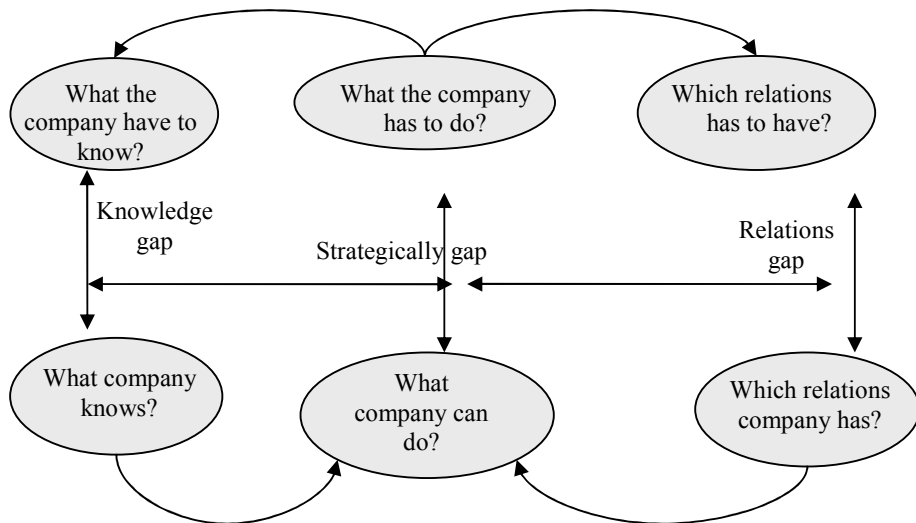 What the
company have to
know?
What the company
has to do?
Which relations
has to have?
Knowledge
gap
Strategically gap
Relations
gap
What company
knows?
What
company can
do?
Which relations
company has?